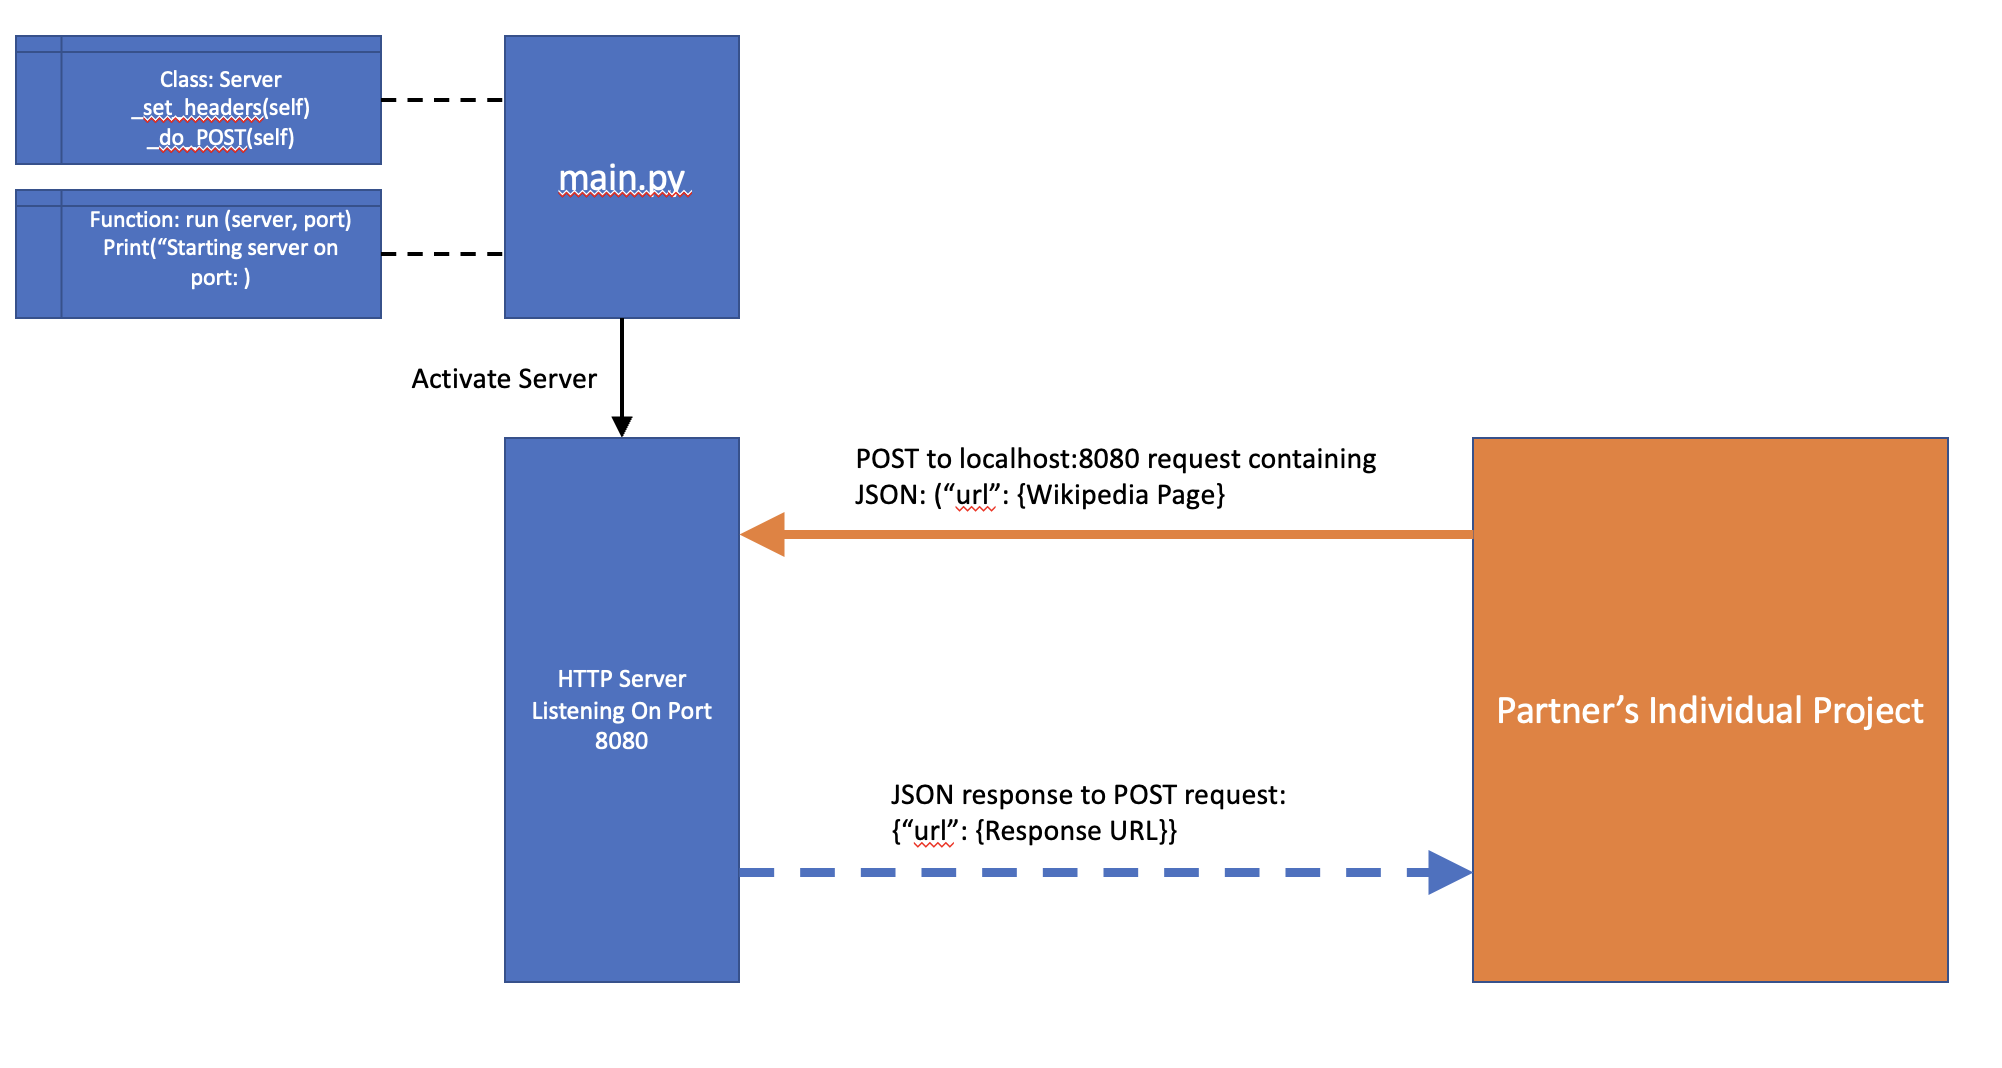 Class: Server
_set_headers(self)
_do_POST(self)
Function: run (server, port)
Print(“Starting server on
port: )
main.py
Activate Server
HTTP Server
Listening On Port
8080
POST to localhost:8080 request containing
JSON: (“url”: {Wikipedia Page}
JSON response to POST request:
{“url”: {Response URL}}
Partner’s Individual Project